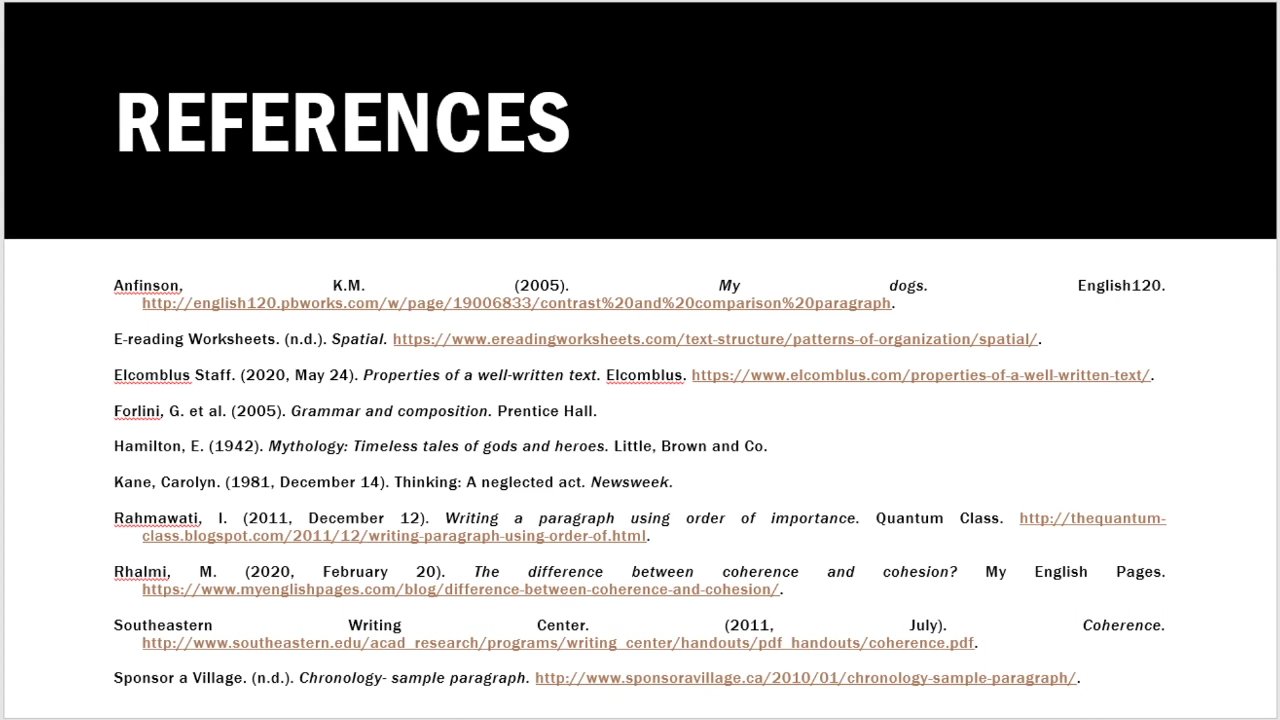 REFERENCES
Anfinson, K.M. (2005). My dogs. English120.
http://english120.pbworks.com/w/page/19006833/contrast%20and%20comparison%20paragraph.
E-reading Worksheets. (n.d.). Spatial. https://www.ereadingworksheets.com/text-structure/patterns-of-organization/spatial/.
Elcomblus Staff. (2020, May 24). Properties of a well-written text. Elcomblus. https://www.elcomblus.com/properties-of-a-well-written-text/.
Forlini, G. et al. (2005). Grammar and composition. Prentice Hall.
Hamilton, E. (1942). Mythology: Timeless tales of gods and heroes. Little, Brown and Co.
Kane, Carolyn. (1981, December 14). Thinking: A neglected act. Newsweek.
Rahmawati, I. (2011, December 12). Writing a paragraph using order of importance. Quantum Class. http://thequantum-
class.blogspot.com/2011/12/writing-paragraph-using-order-of.html.
Rhalmi, M. (2020, February 20). The difference between coherence and cohesion? My English Pages.
https://www.myenglishpages.com/blog/difference-between-coherence-and-cohesion/.
Southeastern Writing Center. (2011, July). Coherence.
http://www.southeastern.edu/acad_research/programs/writing_center/handouts/pdf_handouts/coherence.pdf.
Sponsor a Village. (n.d.). Chronology- sample paragraph. http://www.sponsoravillage.ca/2010/01/chronology-sample-paragraph/.